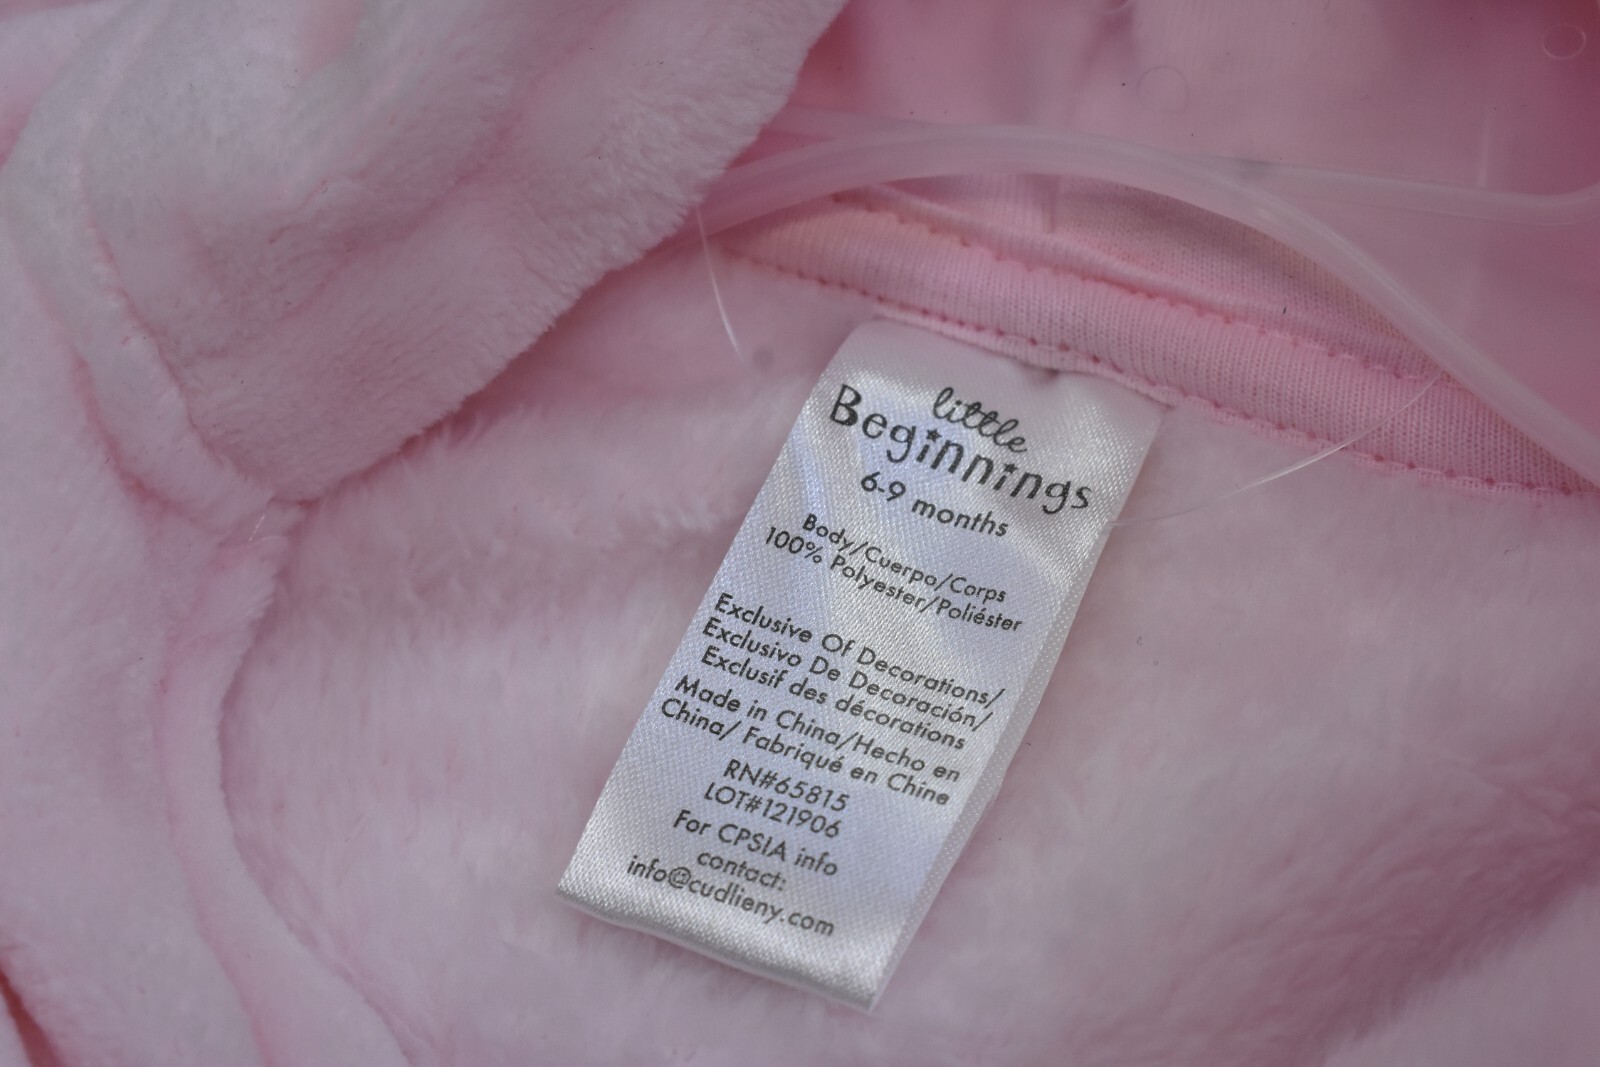 little
Beginnings
6-9 months
Body/Cuerpo/Corps
100% Polyester/Poliéster
Exclusive Of Decorations/
Exclusivo De Decoración/
Exclusif des décorations
Made in China/Hecho en
China/ Fabriqué en Chine
RN#65815
LOT#121906
For CPSIA info
contact:
info@cudlieny.com